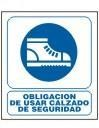 OBLIGACION
DE USAR CALZADO
DE SEGURIDAD